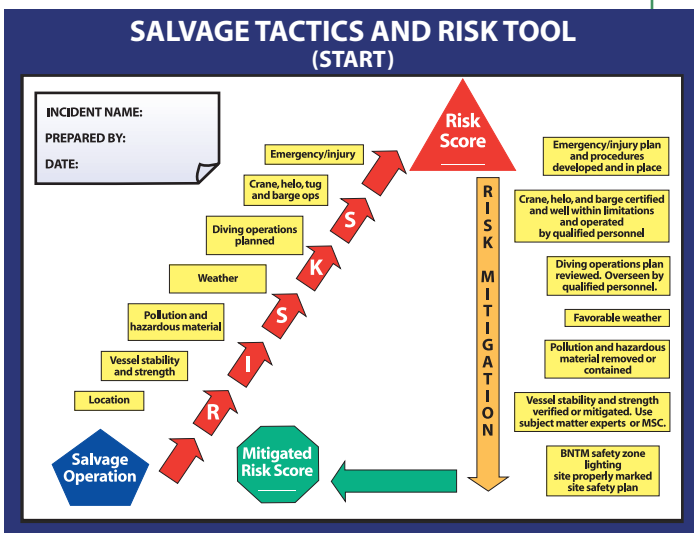 SALVAGE TACTICS AND RISK TOOL
(START)
INCIDENT NAME:
PREPARED BY:
DATE:
Risk
Score
Emergency/injury
Crane, helo, tug
and barge ops
Diving operations
planned
Weather
Pollution and
hazardous material
Vessel stability
and strength
Location
R
I
S
K
S
Salvage
Operation
RISK MITIGATION
Emergency/injury plan
and procedures
developed and in place
Crane, helo, and barge certified
and well within limitations
and operated
by qualified personnel
Diving operations plan
reviewed. Overseen by
qualified personnel.
Favorable weather
Pollution and hazardous
material removed or
contained
Vessel stability and strength
verified or mitigated. Use
subject matter experts or MSC.
BNTM safety zone
lighting
site properly marked
site safety plan
Mitigated
Risk Score